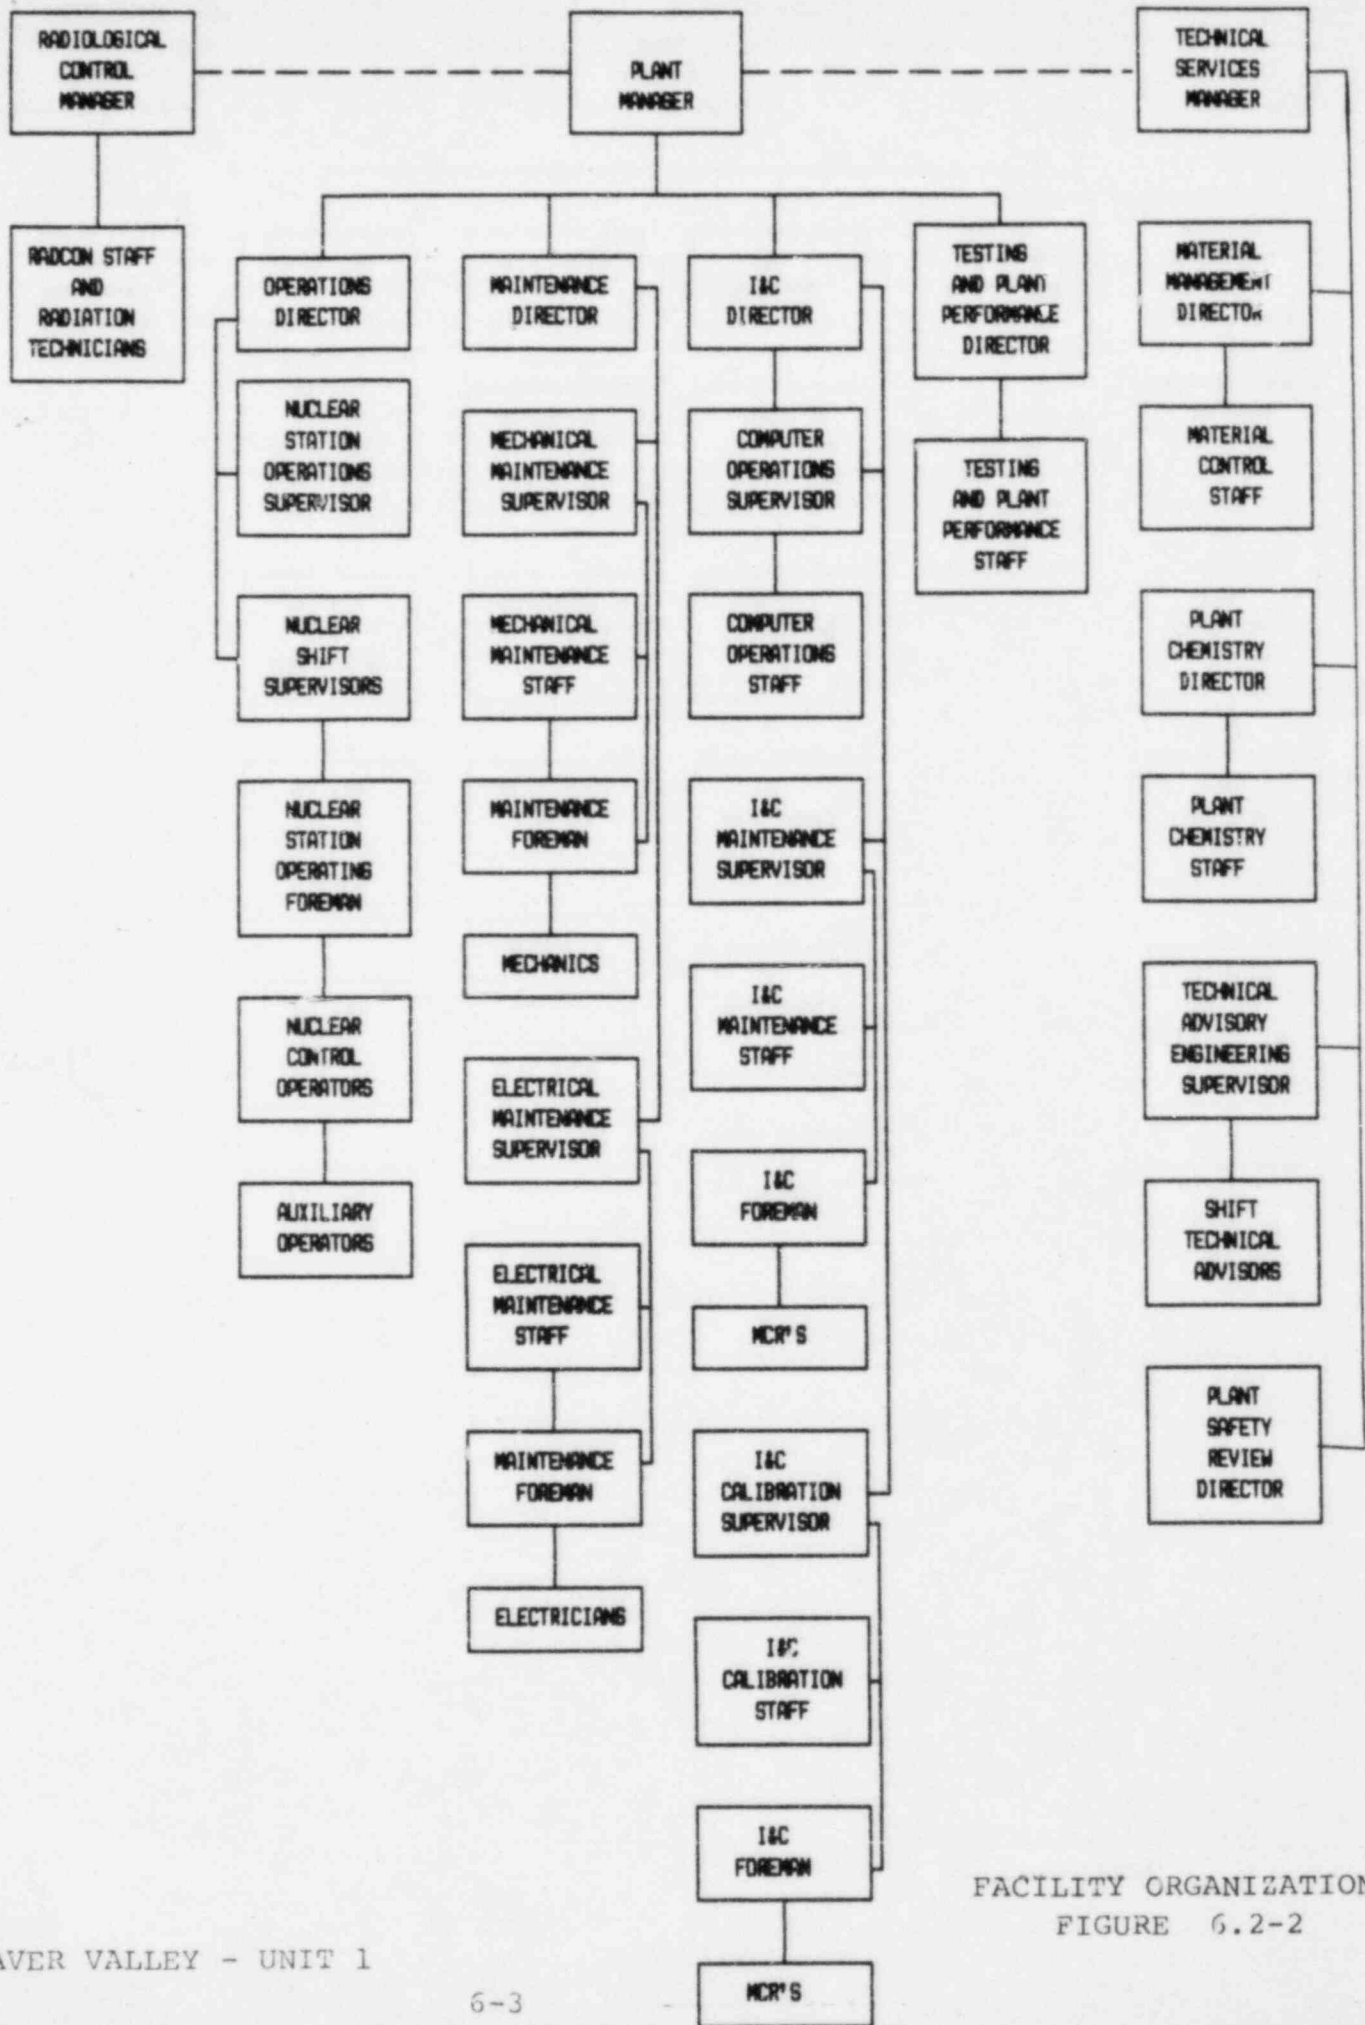 RADIOLOGICAL
CONTROL
MANAGER
PLANT
MANAGER
TECHNICAL
SERVICES
MANAGER
RADCON STAFF
AND
RADIATION
TECHNICIANS
OPERATIONS
DIRECTOR
NUCLEAR
STATION
OPERATIONS
SUPERVISOR
NUCLEAR
SHIFT
SUPERVISORS
NUCLEAR
STATION
OPERATING
FOREMAN
NUCLEAR
CONTROL
OPERATORS
AUXILIARY
OPERATORS
MAINTENANCE
DIRECTOR
MECHANICAL
MAINTENANCE
SUPERVISOR
MECHANICAL
MAINTENANCE
STAFF
MAINTENANCE
FOREMAN
MECHANICS
ELECTRICAL
MAINTENANCE
SUPERVISOR
ELECTRICAL
MAINTENANCE
STAFF
MAINTENANCE
FOREMAN
ELECTRICIANS
I&C
DIRECTOR
COMPUTER
OPERATIONS
SUPERVISOR
COMPUTER
OPERATIONS
STAFF
I&C
MAINTENANCE
SUPERVISOR
I&C
MAINTENANCE
STAFF
I&C
FOREMAN
MCR'S
I&C
CALIBRATION
SUPERVISOR
I&C
CALIBRATION
STAFF
I&C
FOREMAN
MCR'S
TESTING
AND PLANT
PERFORMANCE
DIRECTOR
TESTING
AND PLANT
PERFORMANCE
STAFF
MATERIAL
MANAGEMENT
DIRECTOR
MATERIAL
CONTROL
STAFF
PLANT
CHEMISTRY
DIRECTOR
PLANT
CHEMISTRY
STAFF
TECHNICAL
ADVISORY
ENGINEERING
SUPERVISOR
SHIFT
TECHNICAL
ADVISORS
PLANT
SAFETY
REVIEW
DIRECTOR
FACILITY ORGANIZATION
FIGURE 6.2-2
AVER VALLEY - UNIT 1
6-3